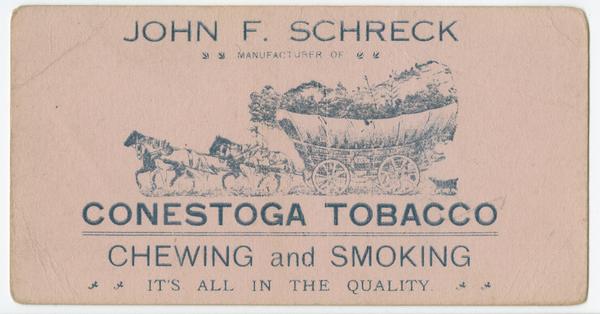 JOHN F. SCHRECK
MANUFACTURER OF
CONESTOGA TOBACCO
CHEWING and SMOKING
IT'S ALL IN THE QUALITY.